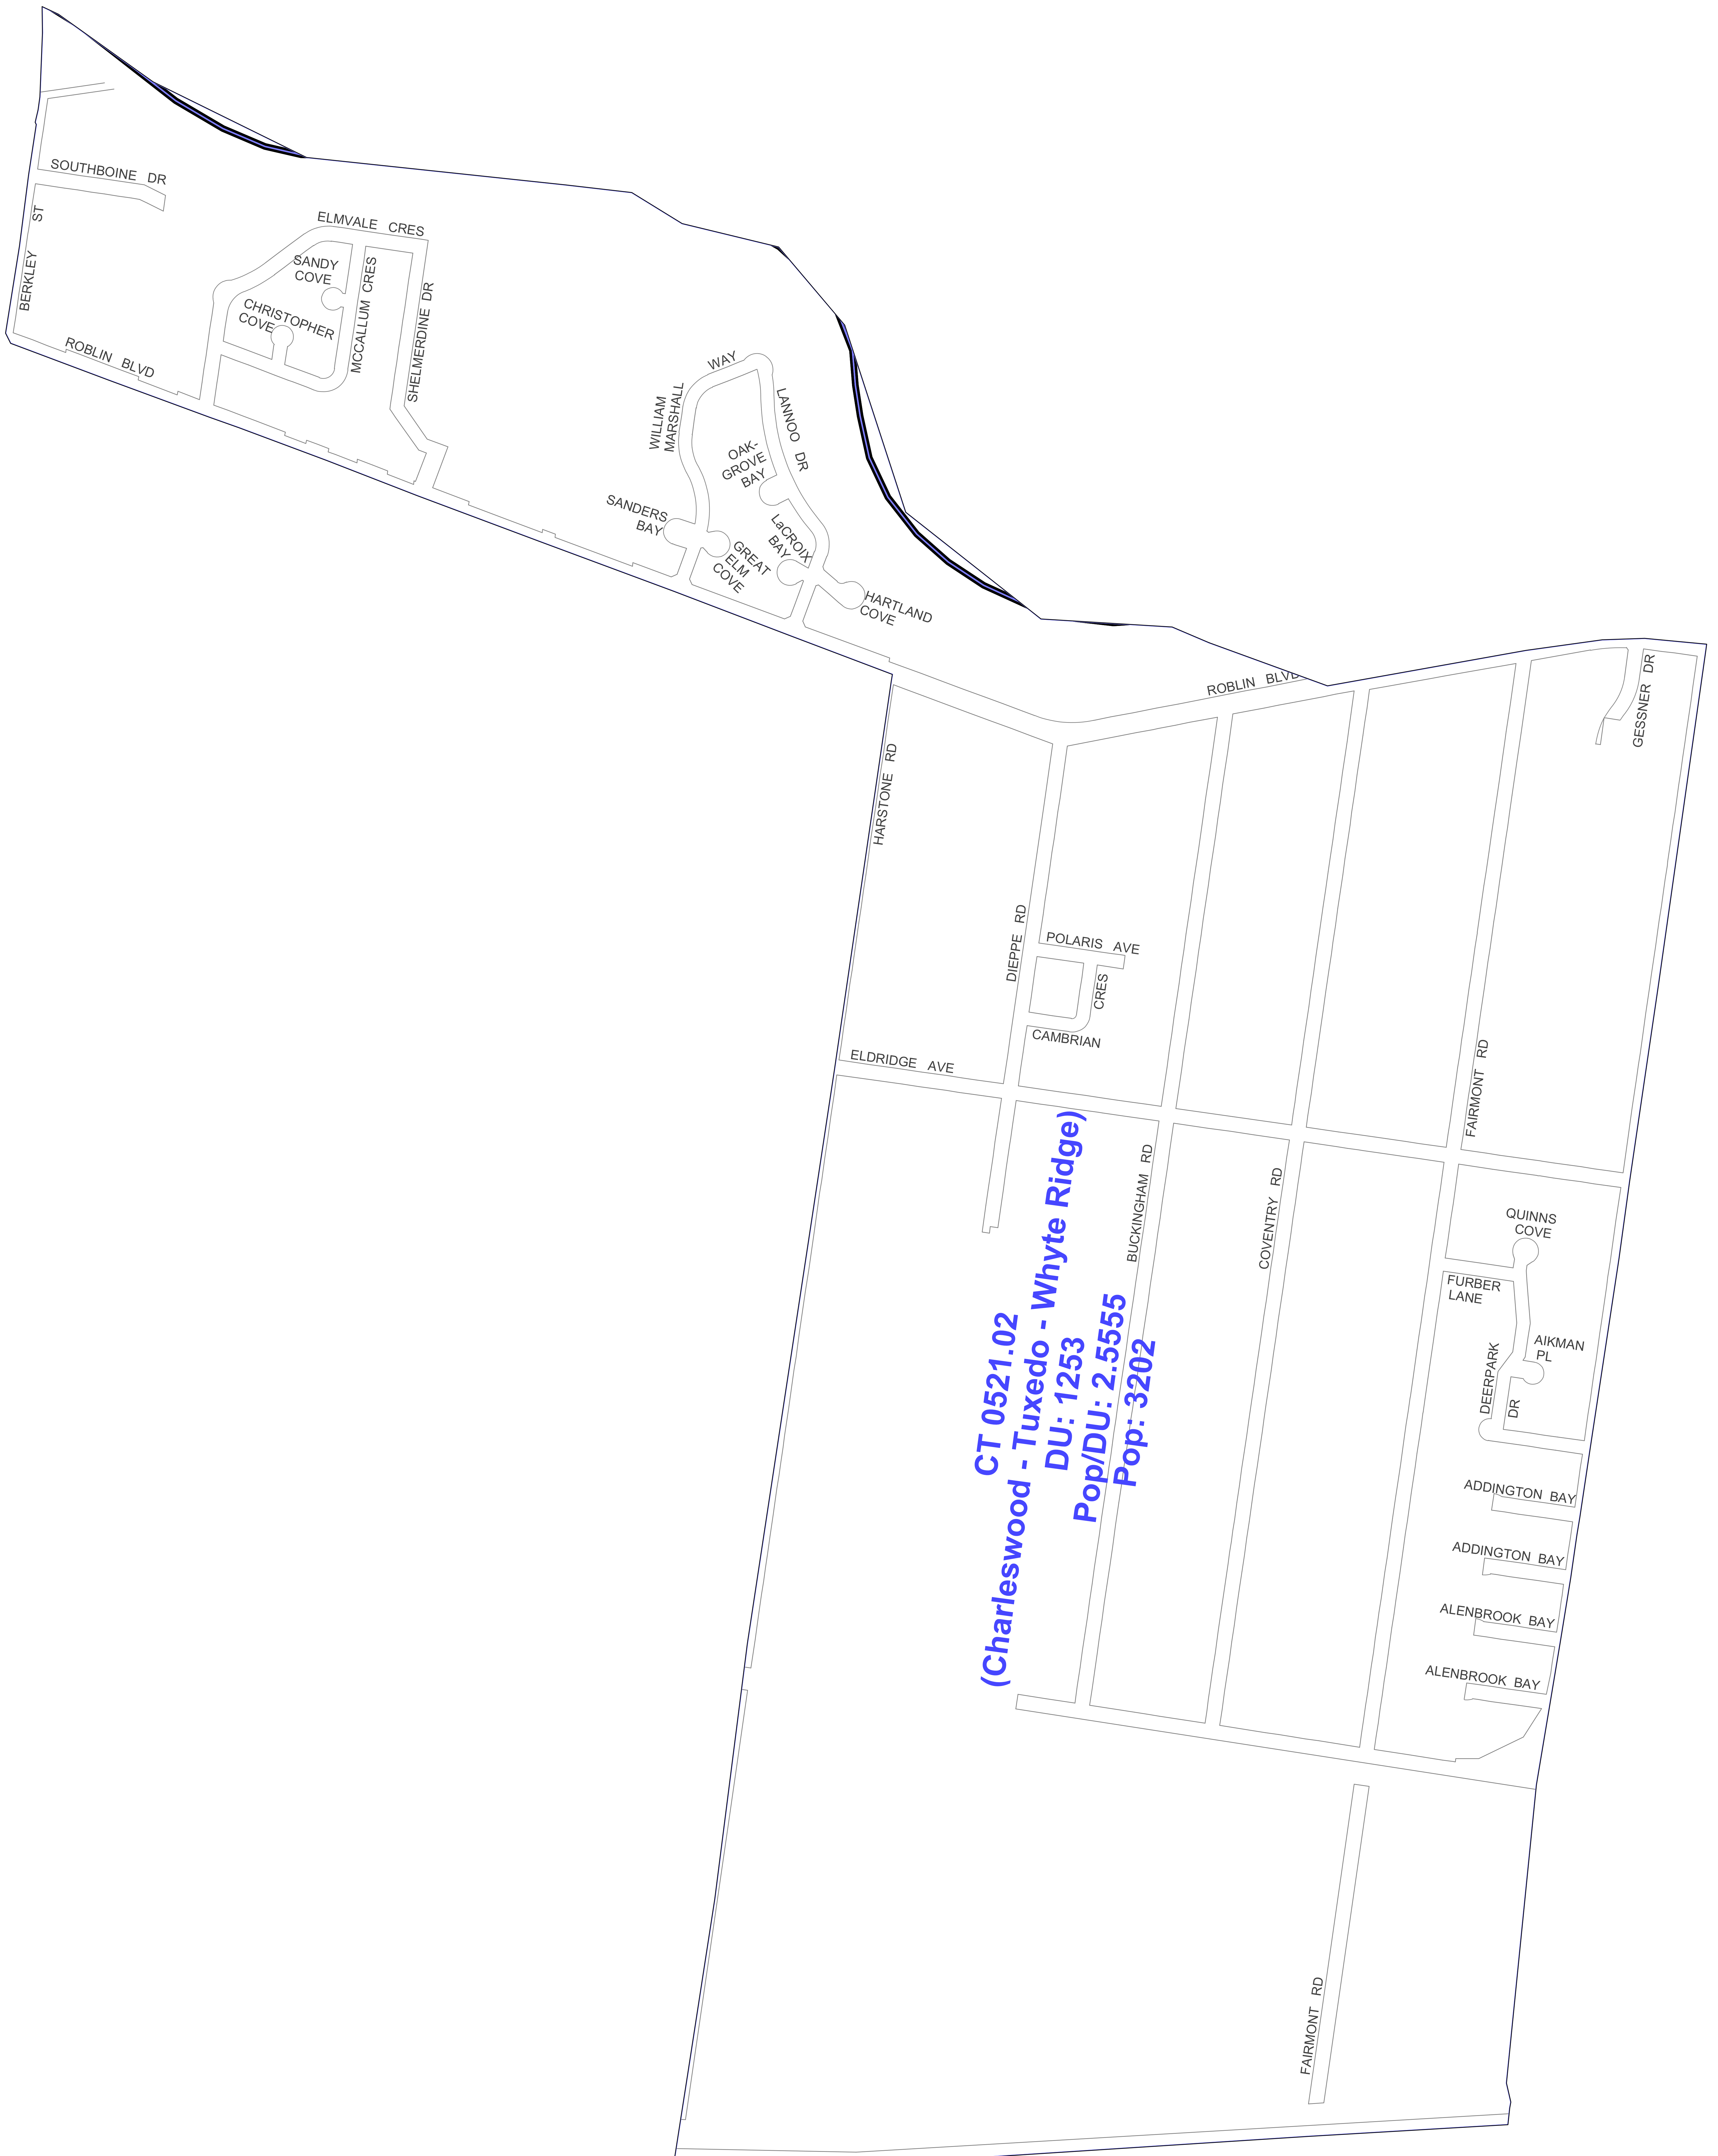 SOUTHBOINE DR
BERKLEY ST
ROBLIN BLVD
ELMVALE CRES
SANDY
COVE
CHRISTOPHER
COVE
MCCALLUM CRES
SHELMERDINE DR
WILLIAM
MARSHALL
WAY
LANNOO DR
OAK-
GROVE
BAY
SANDERS
BAY
GREAT
ELM
COVE
LaCROIX
BAY
HARTLAND
COVE
ROBLIN BLVD
GESSNER DR
HARSTONE RD
DIEPPE RD
POLARIS AVE
CRES
CAMBRIAN
ELDRIDGE AVE
FAIRMONT RD
BUCKINGHAM RD
COVENTRY RD
QUINNS
COVE
FURBER
LANE
AIKMAN
PL
DEERPARK
DR
CT 0521.02
(Charleswood - Tuxedo - Whyte Ridge)
DU: 1253
Pop/DU: 2.5555
Pop: 3202
ADDINGTON BAY
ADDINGTON BAY
ALENBROOK BAY
ALENBROOK BAY
FAIRMONT RD